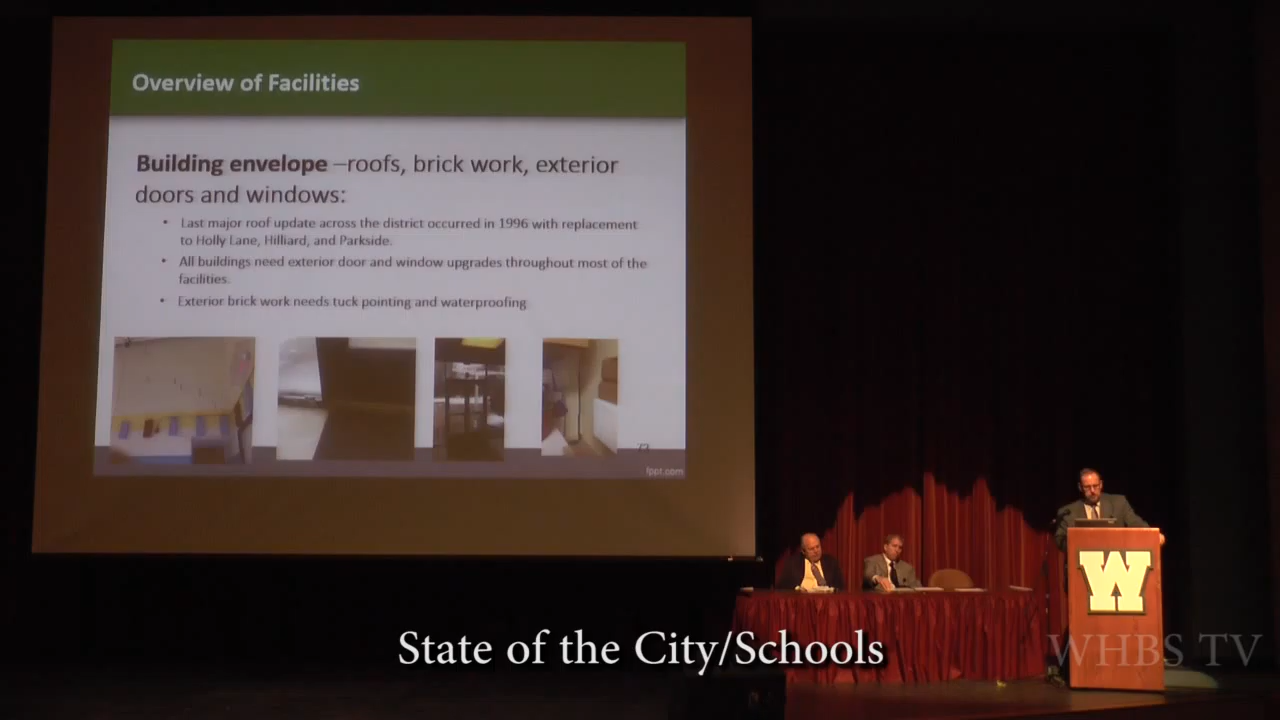 Overview of Facilities
Building envelope –roofs, brick work, exterior
doors and windows:
• Last major roof update across the district occurred in 1996 with replacement
to Holly Lane, Hilliard, and Parkside.
• All buildings need exterior door and window upgrades throughout most of the
facilities.
• Exterior brick work needs tuck pointing and waterproofing
fppt.com
W
State of the City/Schools
WHBS TV